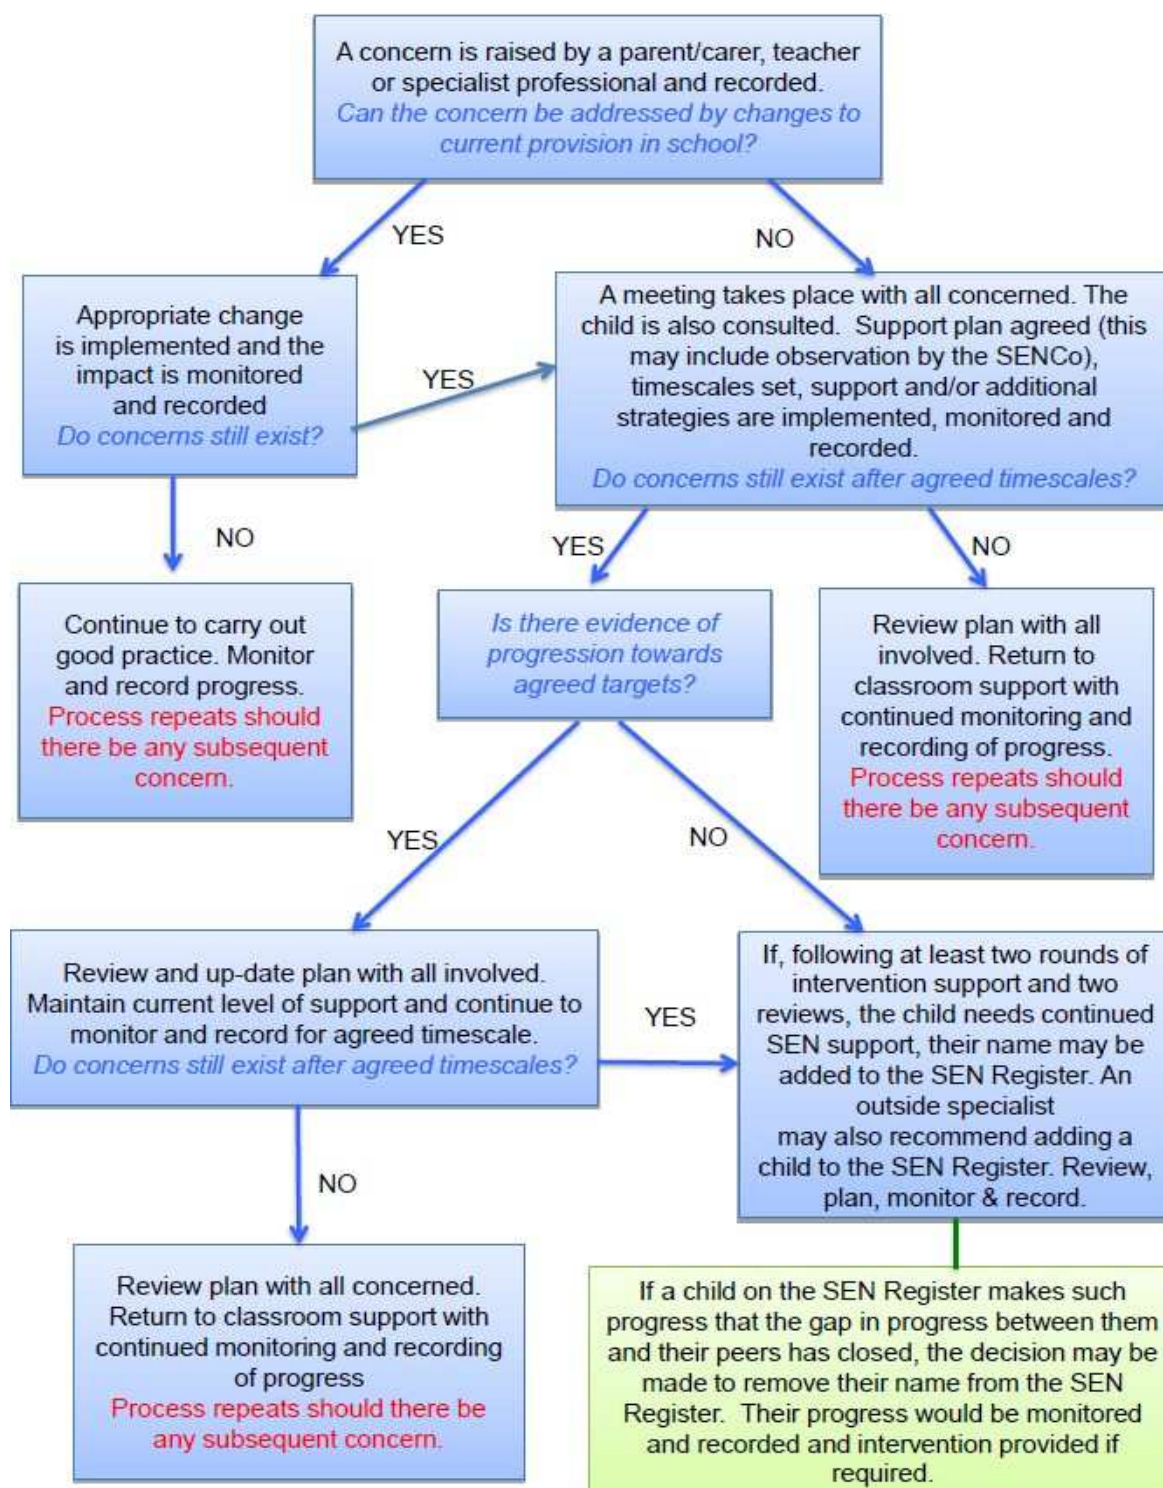 A concern is raised by a parent/carer, teacher
or specialist professional and recorded.
Can the concern be addressed by changes to
current provision in school?
YES
NO
Appropriate change
is implemented and the
impact is monitored
and recorded
Do concerns still exist?
YES
A meeting takes place with all concerned. The
child is also consulted.  Support plan agreed (this
may include observation by the SENCo),
timescales set, support and/or additional
strategies are implemented, monitored and
recorded.
Do concerns still exist after agreed timescales?
NO
YES
NO
Continue to carry out
good practice. Monitor
and record progress.
Process repeats should
there be any subsequent
concern.
Is there evidence of
progression towards
agreed targets?
Review plan with all
involved. Return to
classroom support with
continued monitoring and
recording of progress.
Process repeats should
there be any subsequent
concern.
YES
NO
Review and up-date plan with all involved.
Maintain current level of support and continue to
monitor and record for agreed timescale.
Do concerns still exist after agreed timescales?
YES
If, following at least two rounds of
intervention support and two
reviews, the child needs continued
SEN support, their name may be
added to the SEN Register. An
outside specialist
may also recommend adding a
child to the SEN Register. Review,
plan, monitor & record.
NO
Review plan with all concerned.
Return to classroom support with
continued monitoring and recording
of progress
Process repeats should there be
any subsequent concern.
If a child on the SEN Register makes such
progress that the gap in progress between them
and their peers has closed, the decision may be
made to remove their name from the SEN
Register.  Their progress would be monitored
and recorded and intervention provided if
required.